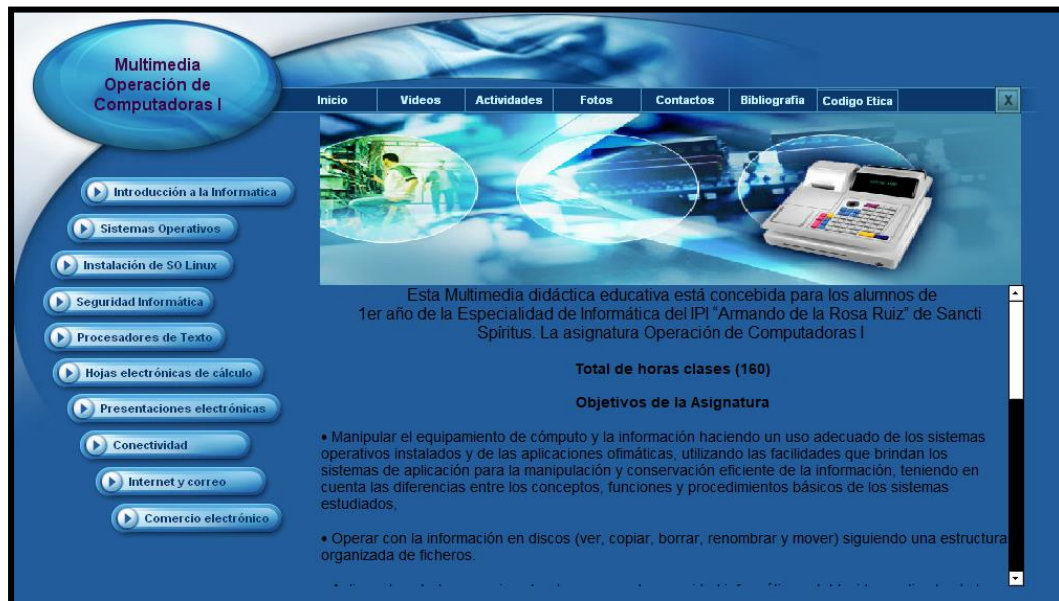 Multimedia
Operación de
Computadoras I
Inicio
Videos
Actividades
Fotos
Contactos
Bibliografia
Codigo Etica
X
Introducción a la Informatica
Sistemas Operativos
Instalación de SO Linux
Seguridad Informática
Procesadores de Texto
Hojas electrónicas de cálculo
Presentaciones electrónicas
Conectividad
Internet y correo
Comercio electrónico
Esta Multimedia didáctica educativa está concebida para los alumnos de
1er año de la Especialidad de Informática del IPI "Armando de la Rosa Ruiz" de Sancti
Spíritus. La asignatura Operación de Computadoras I
Total de horas clases (160)
Objetivos de la Asignatura
• Manipular el equipamiento de cómputo y la información haciendo un uso adecuado de los sistemas
operativos instalados y de las aplicaciones ofimáticas, utilizando las facilidades que brindan los
sistemas de aplicación para la manipulación y conservación eficiente de la información, teniendo en
cuenta las diferencias entre los conceptos, funciones y procedimientos básicos de los sistemas
estudiados,
• Operar con la información en discos (ver, copiar, borrar, renombrar y mover) siguiendo una estructura
organizada de ficheros.